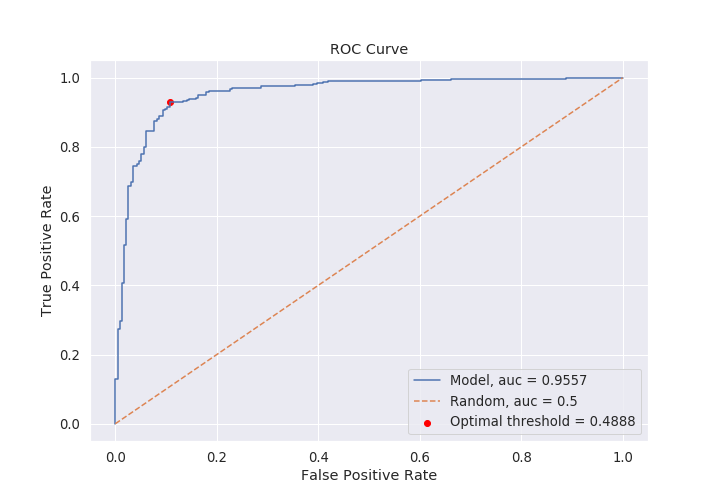 ROC Curve
True Positive Rate
1.0
0.8
0.6
0.4
0.2
0.0
0.0 0.2 0.4 0.6 0.8 1.0
False Positive Rate
Model, auc = 0.9557
Random, auc = 0.5
Optimal threshold = 0.4888